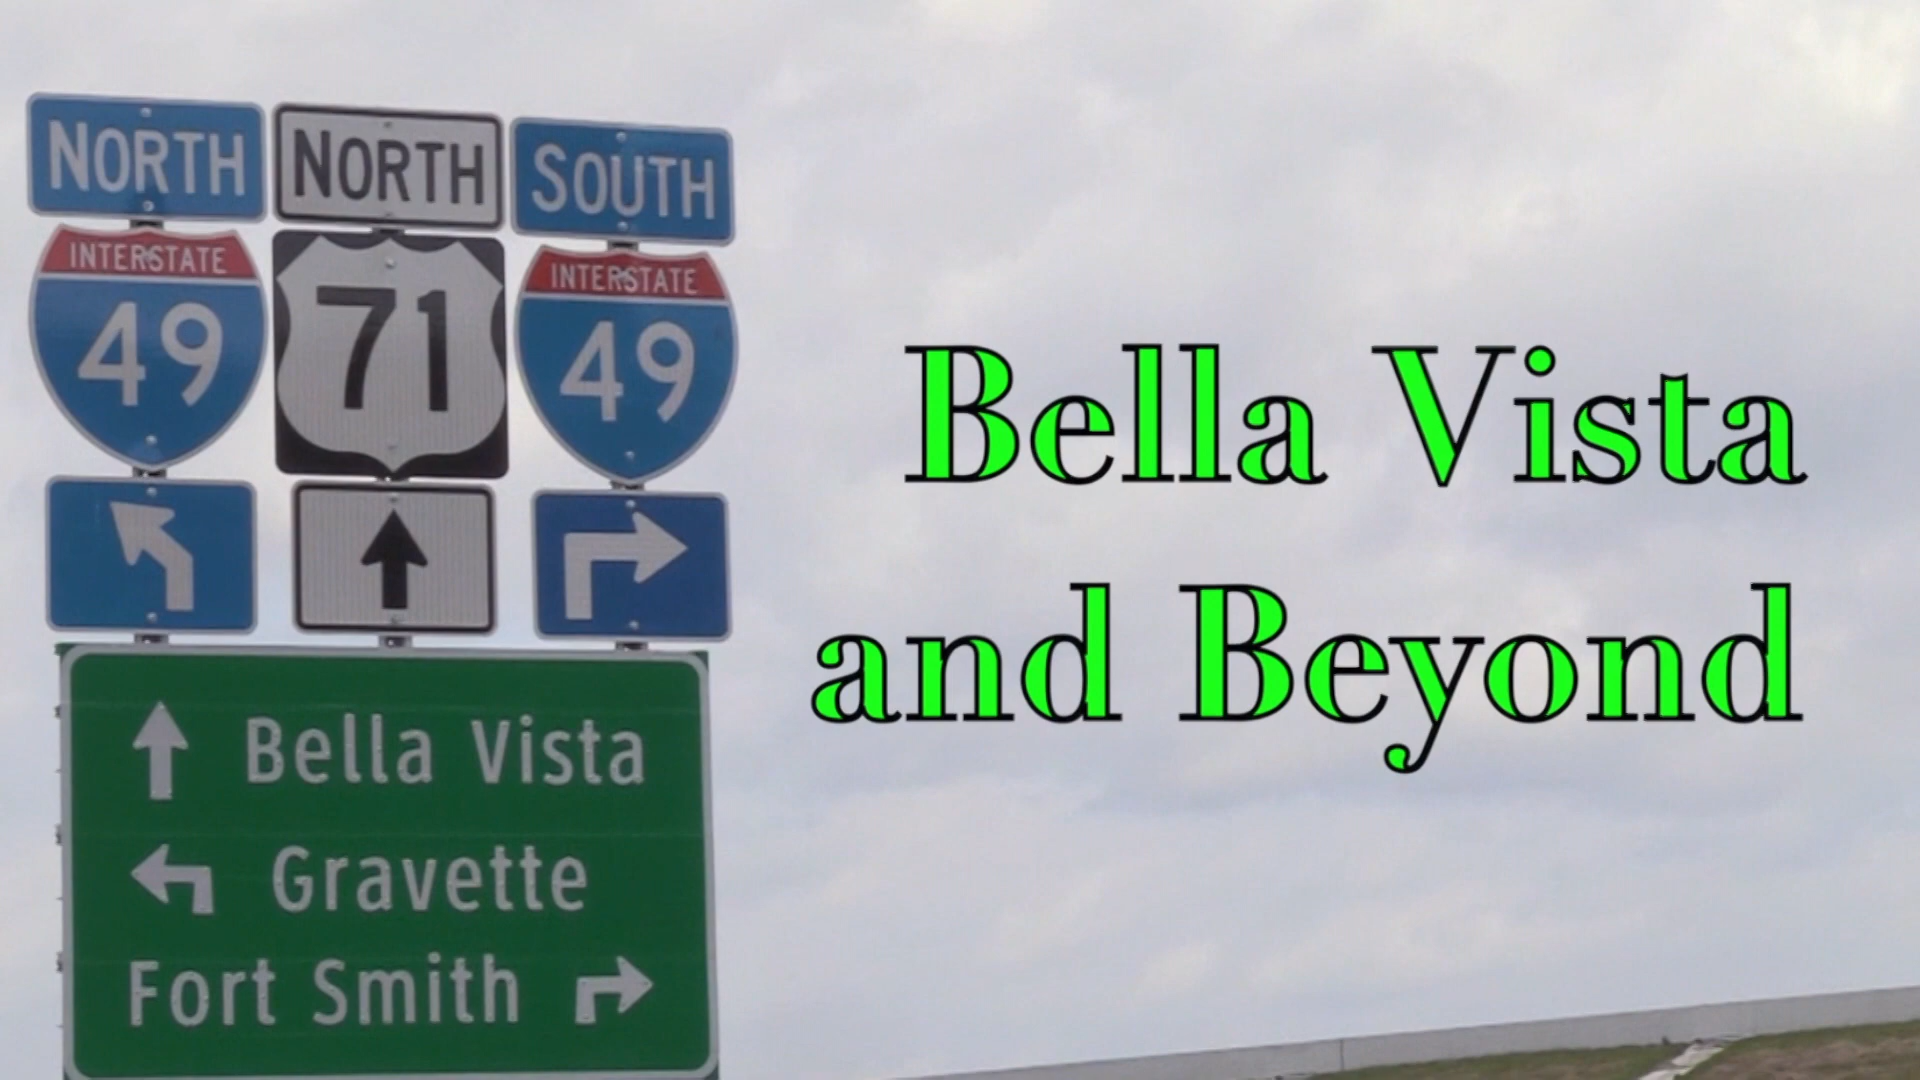 NORTH NORTH SOUTH
INTERSTATE INTERSTATE
49 71 49
Bella Vista
Gravette
Fort Smith
Bella Vista
and Beyond